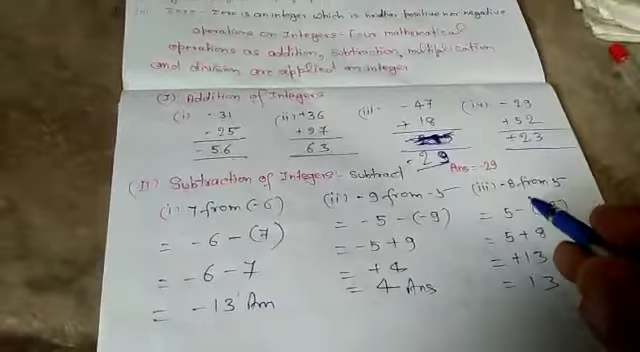 Zero - Zero is an integer which is neither positive nor negative
operations on Integers - Four mathematical
operations as addition, subtraction, multiplication
and division are applied on integer
(I) Addition of Integers
(i) - 31 (ii) +36 (iii) - - 47 (iv) - 29
- 25 + 27 + 18 + 52
- 56 63 + 23
- 29 Ans = -29
(II) Subtraction of Integers - Subtract
(i) 7 from (-6) (ii) - 9 from - 5 (iii) - 8 from 5
= - 6 - (7) = - 5 - (-9) = 5 -
= - 6 - 7 = - 5 + 9 = 5 + 8
= - 13 Ans = + 4 = + 13
= 4 Ans = 13